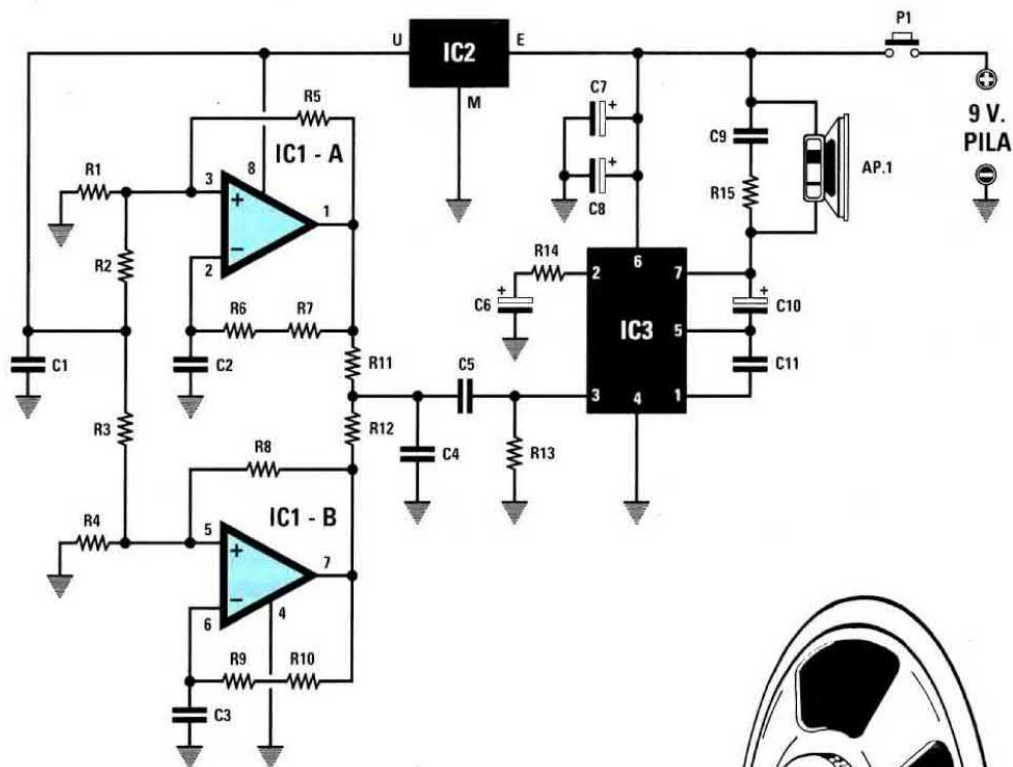 P1
U
IC2
E
M
C7
+
C8
+
C9
R15
AP.1
9 V.
PILA
+
-
R5
IC1 - A
R1
3
8
+
1
-
2
R2
R6
R7
C1
C2
R11
R3
R12
C5
C4
R13
R14
C6
+
2
6
7
IC3
5
3
4
1
+
C10
C11
R8
IC1 - B
R4
5
+
7
-
6
4
R9
R10
C3